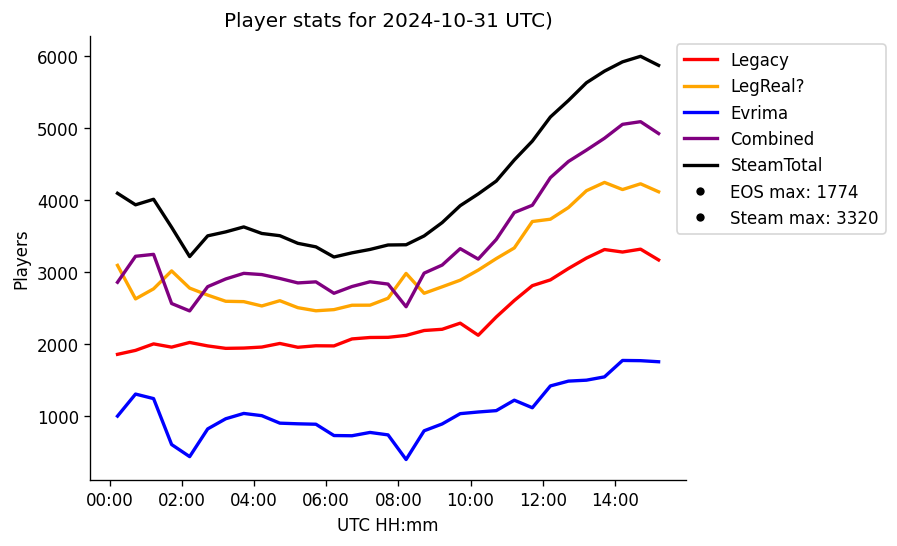 Player stats for 2024-10-31 UTC)
6000
5000
4000
3000
2000
1000
Players
00:00 02:00 04:00 06:00 08:00 10:00 12:00 14:00
UTC HH:mm
Legacy
LegReal?
Evrima
Combined
SteamTotal
EOS max: 1774
Steam max: 3320